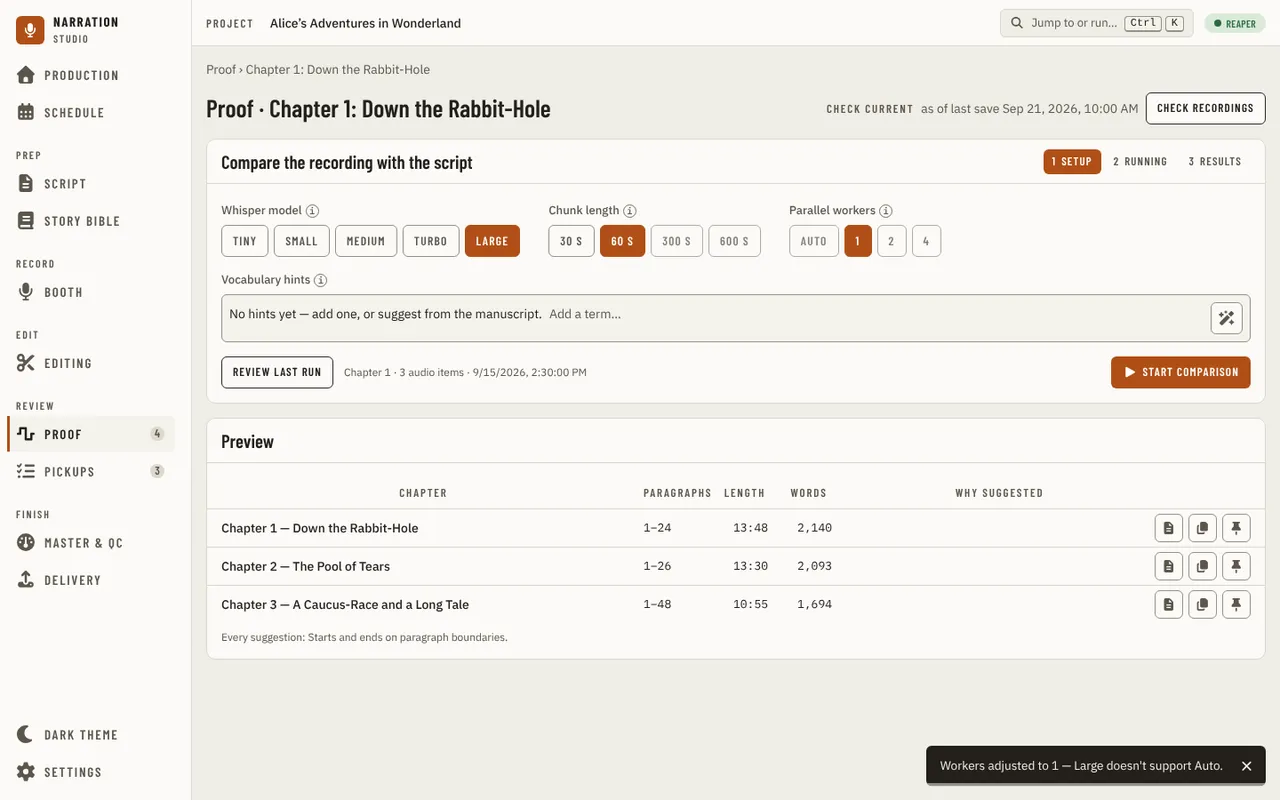 NARRATION
STUDIO
PRODUCTION
SCHEDULE
PREP
SCRIPT
STORY BIBLE
RECORD
BOOTH
EDIT
EDITING
REVIEW
PROOF 4
PICKUPS 3
FINISH
MASTER & QC
DELIVERY
DARK THEME
SETTINGS
PROJECT Alice's Adventures in Wonderland
Jump to or run... Ctrl K
REAPER
Proof › Chapter 1: Down the Rabbit-Hole
Proof · Chapter 1: Down the Rabbit-Hole
CHECK CURRENT as of last save Sep 21, 2026, 10:00 AM CHECK RECORDINGS
Compare the recording with the script
1 SETUP 2 RUNNING 3 RESULTS
Whisper model Chunk length Parallel workers
TINY SMALL MEDIUM TURBO LARGE 30 S 60 S 300 S 600 S AUTO 1 2 4
Vocabulary hints
No hints yet — add one, or suggest from the manuscript. Add a term...
REVIEW LAST RUN Chapter 1 · 3 audio items · 9/15/2026, 2:30:00 PM START COMPARISON
Preview
CHAPTER PARAGRAPHS LENGTH WORDS WHY SUGGESTED
Chapter 1 — Down the Rabbit-Hole 1–24 13:48 2,140
Chapter 2 — The Pool of Tears 1–26 13:30 2,093
Chapter 3 — A Caucus-Race and a Long Tale 1–48 10:55 1,694
Every suggestion: Starts and ends on paragraph boundaries.
Workers adjusted to 1 — Large doesn't support Auto.